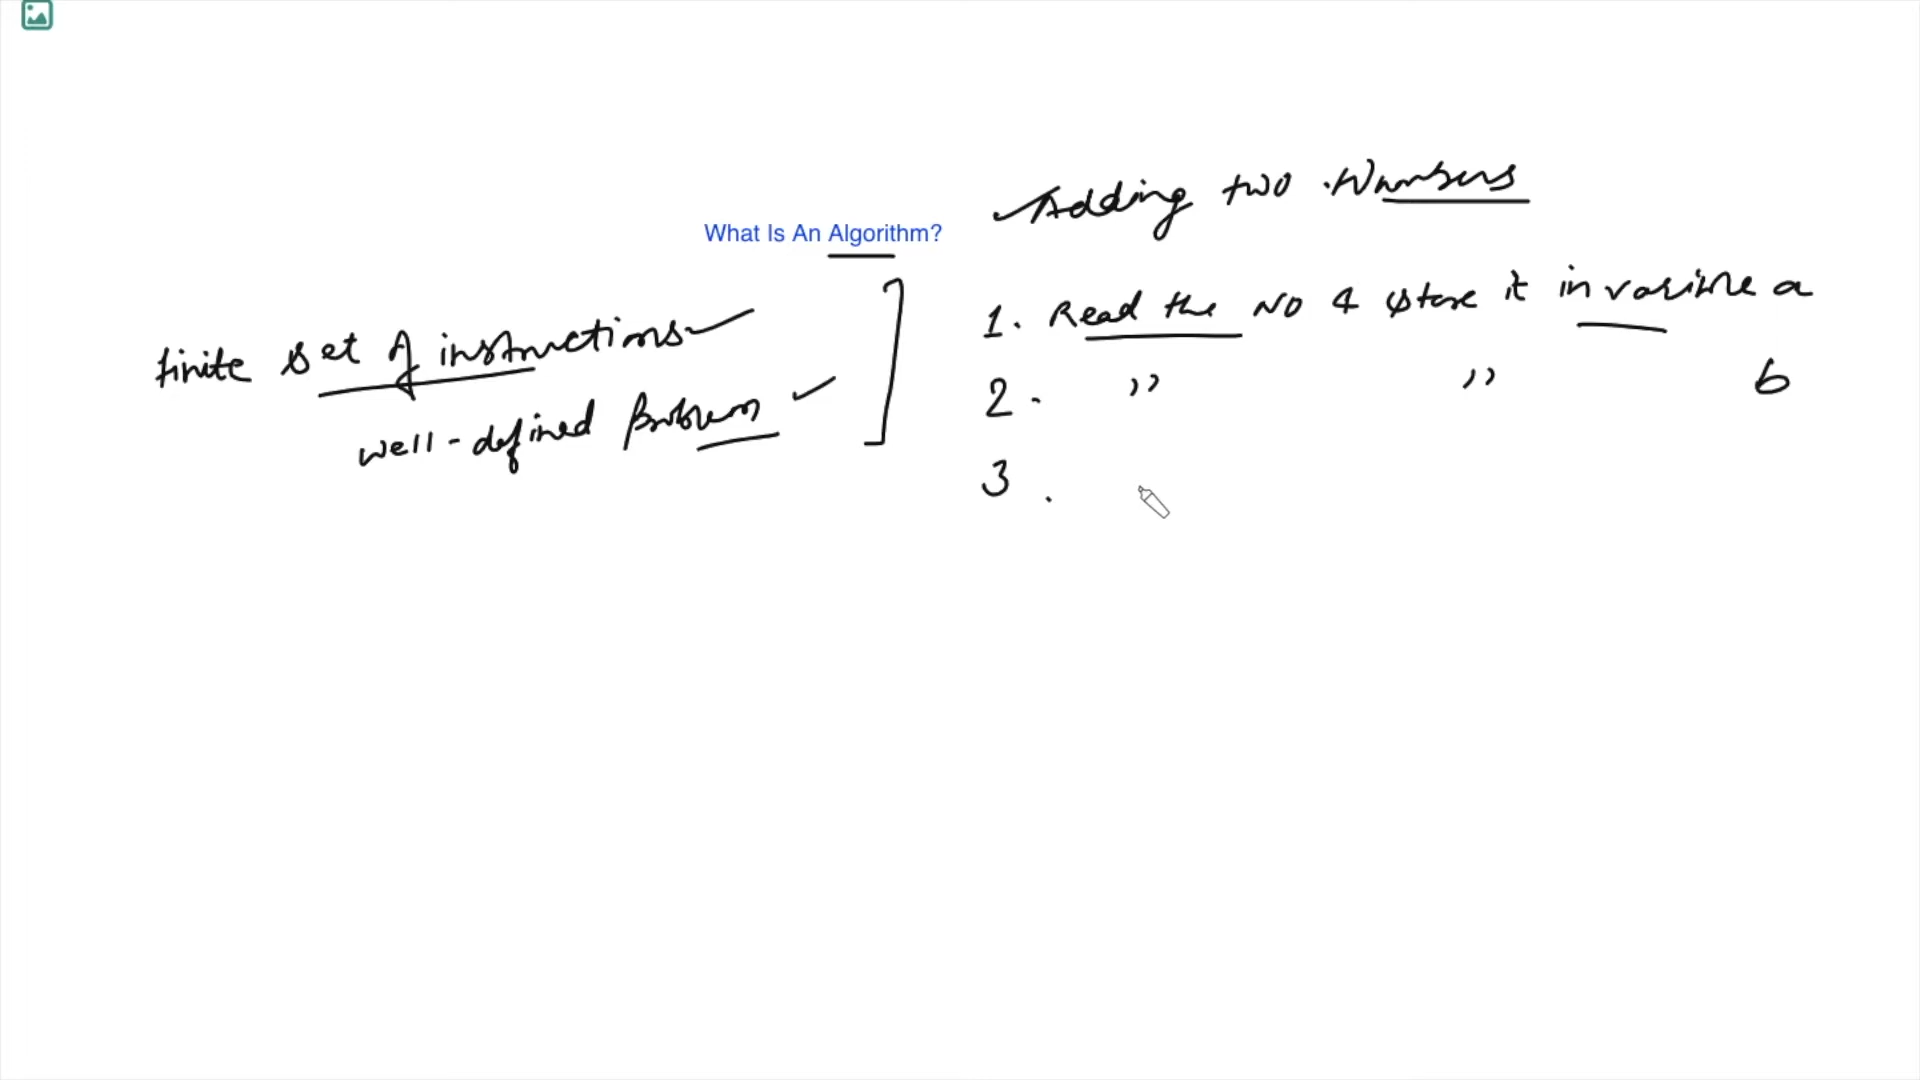 What Is An Algorithm?
finite set of instructions
well-defined Problem
Adding two Numbers
1. Read the No & store it in varible a
2. " " b
3.